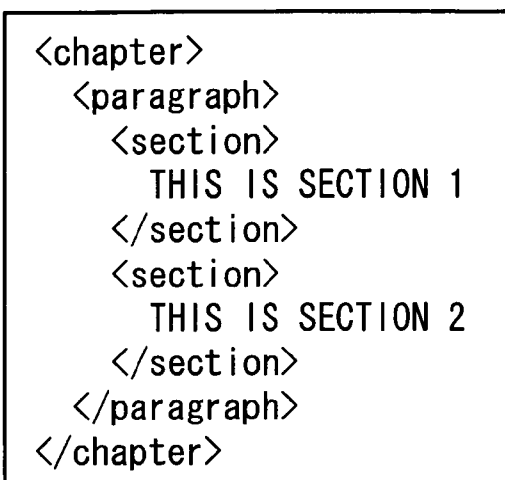 <chapter>
<paragraph>
<section>
THIS IS SECTION 1
</section>
<section>
THIS IS SECTION 2
</section>
</paragraph>
</chapter>